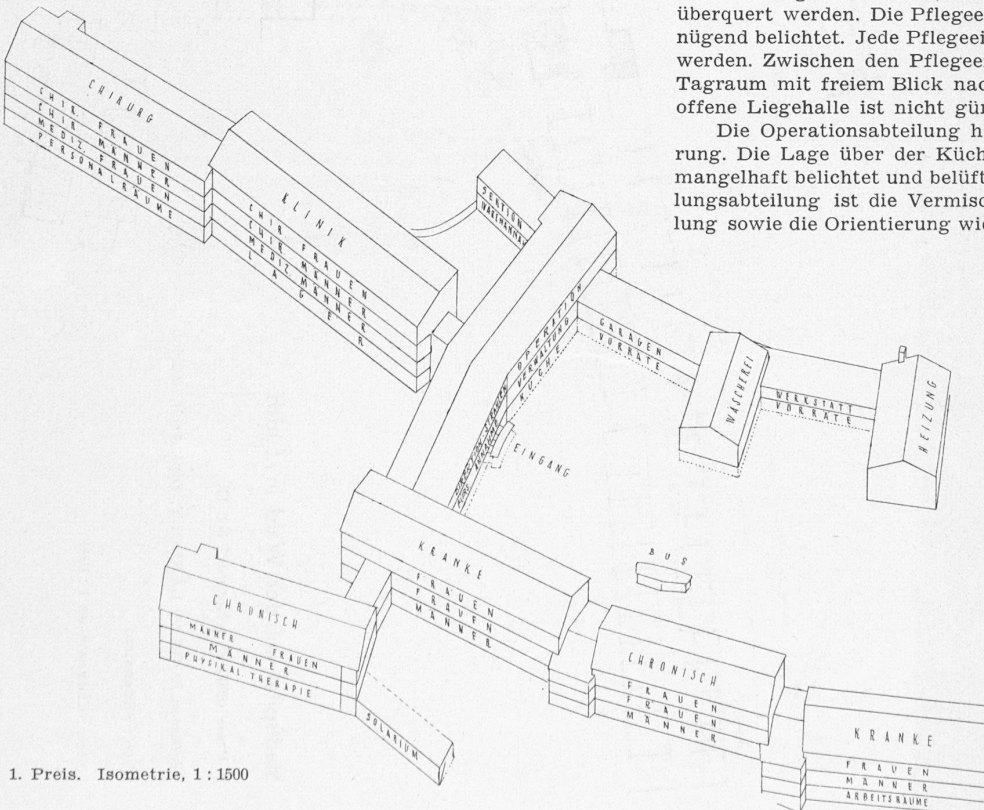 überquert werden. Die Pflegee
nügend belichtet. Jede Pflegeei
werden. Zwischen den Pflegeei
Tagraum mit freiem Blick nac
offene Liegehalle ist nicht gün
Die Operationsabteilung h
rung. Die Lage über der Küch
mangelhaft belichtet und belüft
lungsabteilung ist die Vermisc
lung sowie die Orientierung wie
CHIRURG
CHIR. FRAUEN
CHIR. MÄNNER
MEDIZ. FRAUEN
PERSONALRÄUME
KLINIK
CHIR. FRAUEN
CHIR. MÄNNER
MEDIZ. MÄNNER
LAGER
SEKTION
WARENANNAHME
OPERATION
VERWALTUNG
KÜCHE
EINGANG
GARAGEN
VORRÄTE
WÄSCHEREI
WERKSTATT
VORRÄTE
HEIZUNG
BUS
KRANKE
FRAUEN
FRAUEN
MÄNNER
CHRONISCH
MÄNNER FRAUEN
MÄNNER
PHYSIKAL. THERAPIE
SOLARIUM
CHRONISCH
FRAUEN
FRAUEN
MÄNNER
KRANKE
FRAUEN
MÄNNER
ARBEITSRÄUME
1. Preis. Isometrie, 1 : 1500